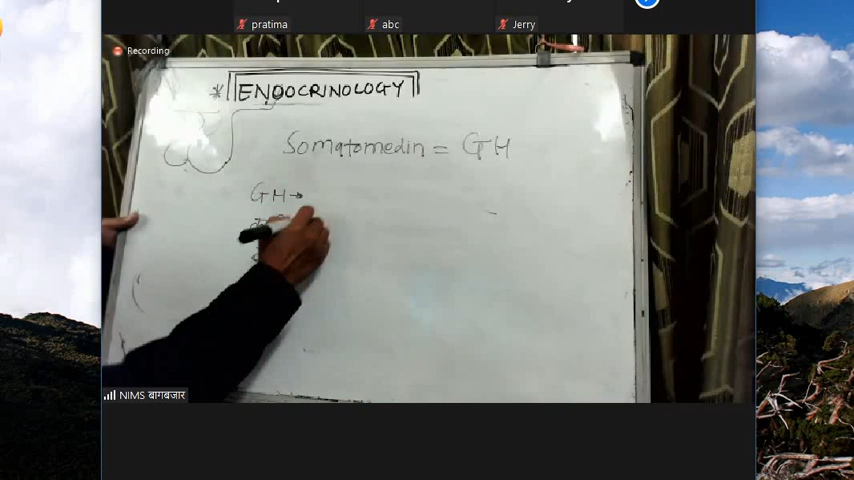 pratima
abc
Jerry
Recording
* ENDOCRINOLOGY
Somatomedin = GH
GH →
NIMS बागबजार